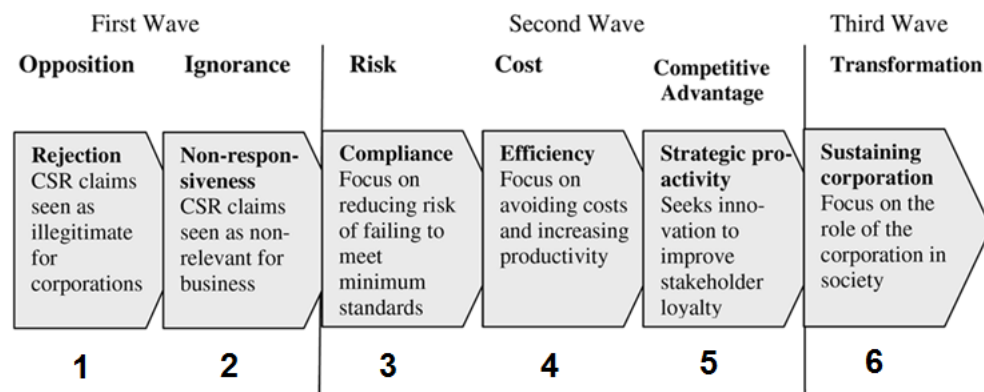 First Wave
Second Wave
Third Wave
Opposition
Ignorance
Risk
Cost
Competitive
Advantage
Transformation
Rejection
CSR claims
seen as
illegitimate
for
corporations
Non-respon-
siveness
CSR claims
seen as non-
relevant for
business
Compliance
Focus on
reducing risk
of failing to
meet
minimum
standards
Efficiency
Focus on
avoiding costs
and increasing
productivity
Strategic pro-
activity
Seeks inno-
vation to
improve
stakeholder
loyalty
Sustaining
corporation
Focus on the
role of the
corporation in
society
1
2
3
4
5
6